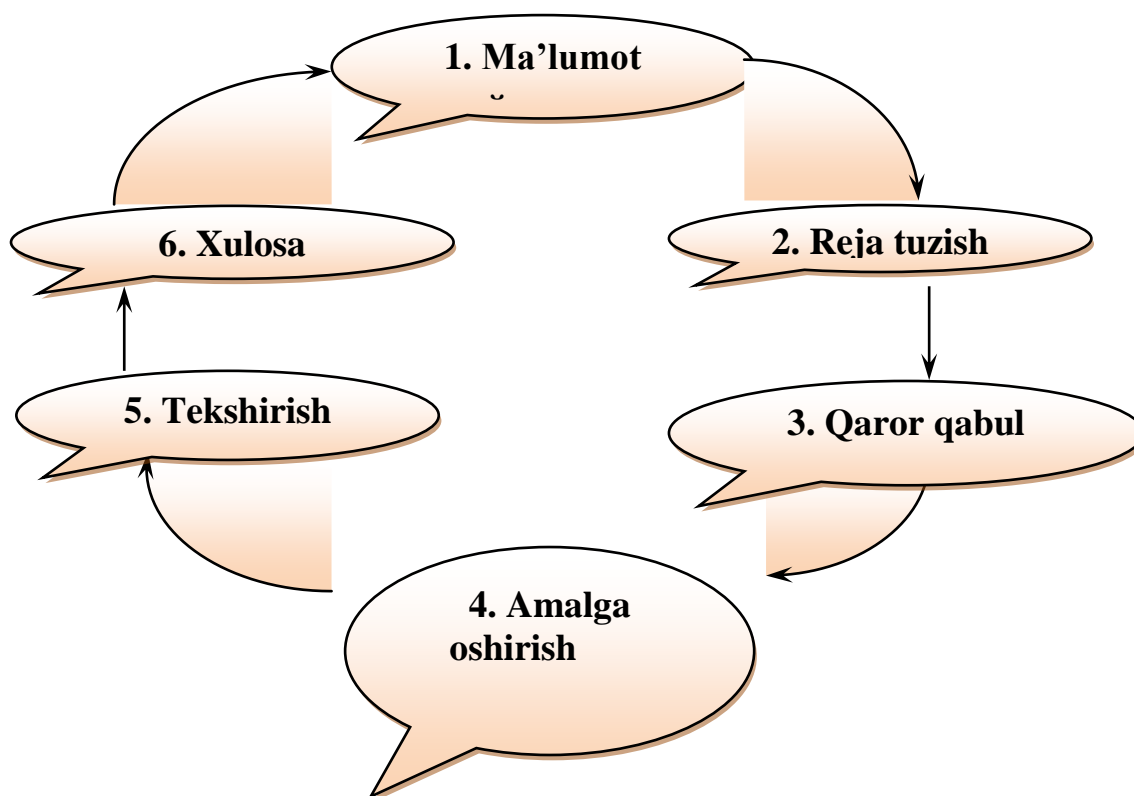 1. Ma’lumot
2. Reja tuzish
3. Qaror qabul
4. Amalga
oshirish
5. Tekshirish
6. Xulosa